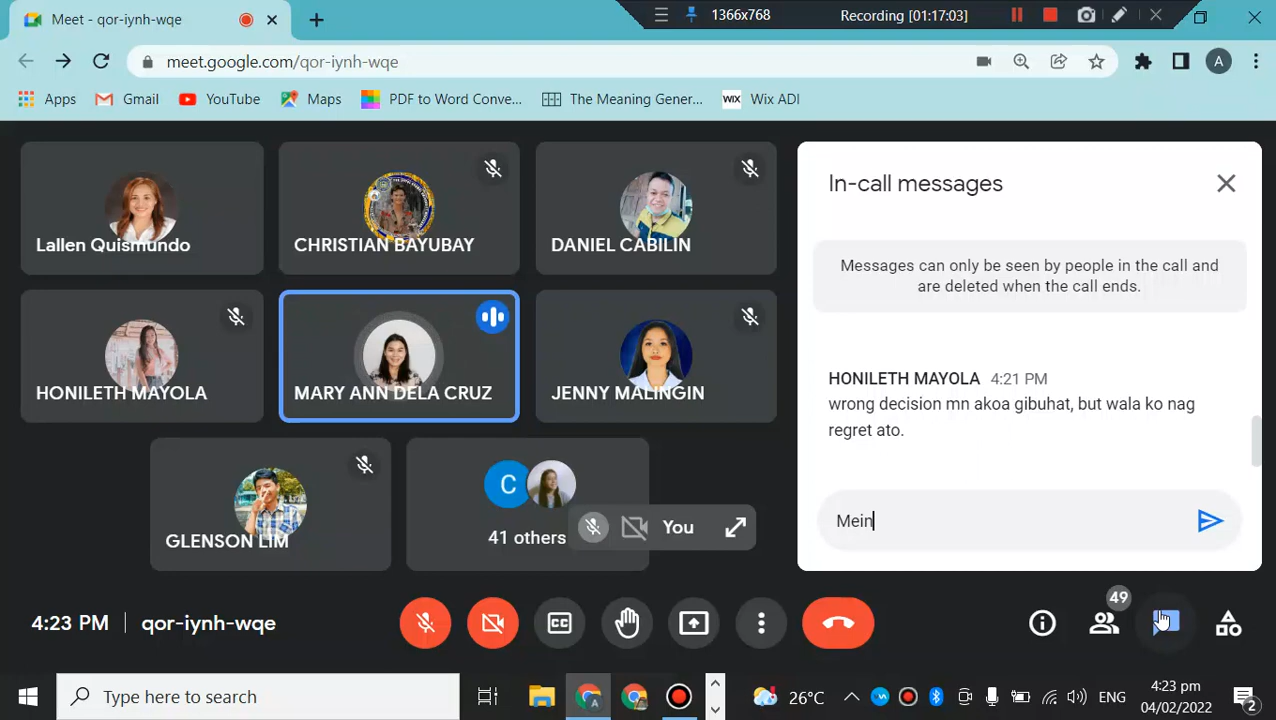 Meet - qor-iynh-wqe
1366x768
Recording [01:17:03]
meet.google.com/qor-iynh-wqe
A
Apps
Gmail
YouTube
Maps
PDF to Word Conve...
The Meaning Gener...
WIX
Wix ADI
Lallen Quismundo
CHRISTIAN BAYUBAY
DANIEL CABILIN
HONILETH MAYOLA
MARY ANN DELA CRUZ
JENNY MALINGIN
GLENSON LIM
C
41 others
You
In-call messages
Messages can only be seen by people in the call and
are deleted when the call ends.
HONILETH MAYOLA 4:21 PM
wrong decision mn akoa gibuhat, but wala ko nag
regret ato.
Mein
4:23 PM
qor-iynh-wqe
49
Type here to search
A
26°C
ENG
4:23 pm
04/02/2022
2